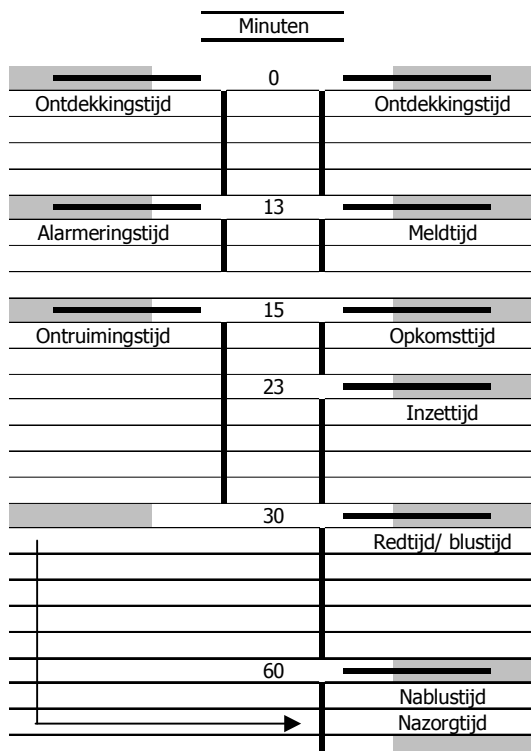 Minuten
0
Ontdekkingstijd Ontdekkingstijd
13
Alarmeringstijd Meldtijd
15
Ontruimingstijd Opkomsttijd
23
Inzettijd
30
Redtijd/ blustijd
60
Nablustijd
Nazorgtijd